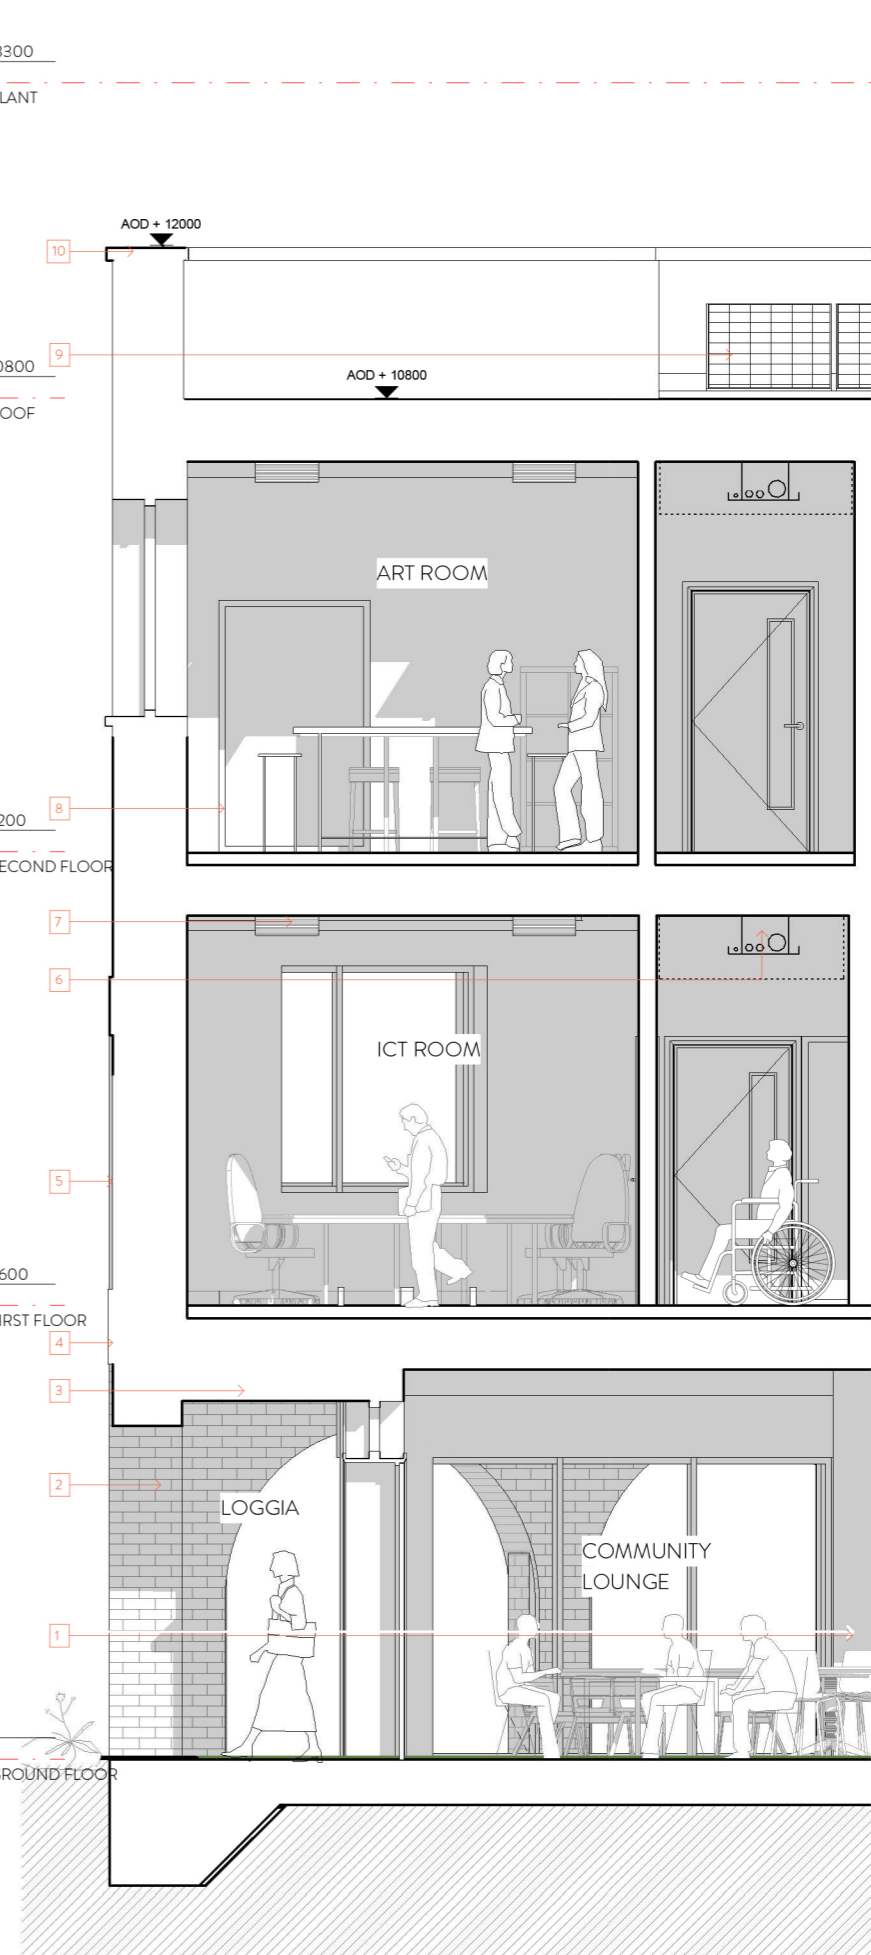 3300
LANT
AOD + 12000
10
0800
9
AOD + 10800
OOF
ART ROOM
8
200
ECOND FLOOR
7
6
ICT ROOM
5
600
IRST FLOOR
4
3
2
LOGGIA
COMMUNITY
LOUNGE
1
GROUND FLOOR